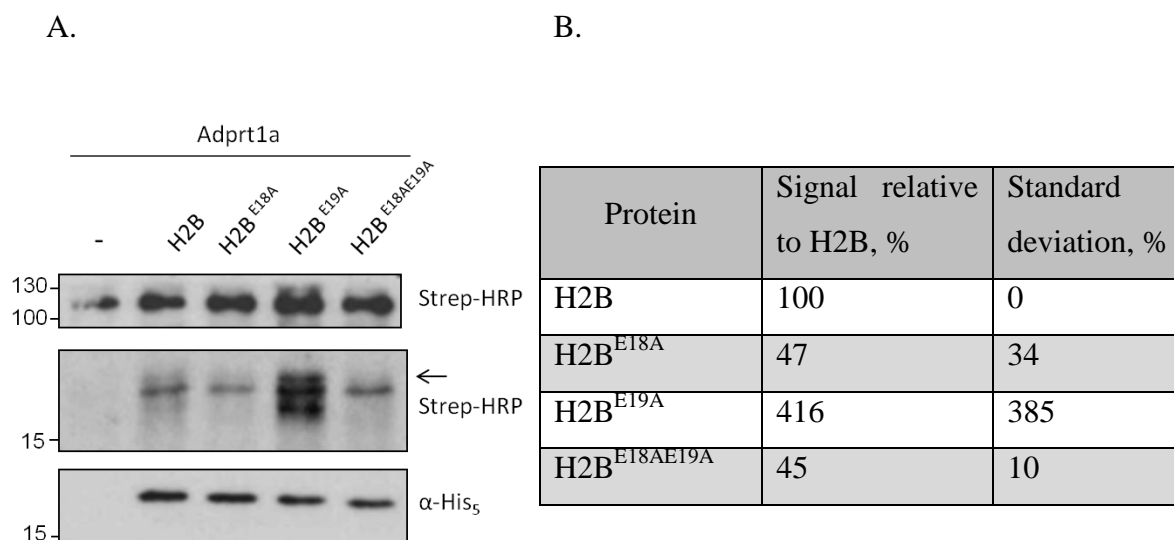 A.
B.
Adprt1a
- H2B H2B^E18A H2B^E19A H2B^E18AE19A
130
100
Strep-HRP
←
Strep-HRP
15
α-His₅
15
Protein Signal relative to H2B, % Standard deviation, %
H2B 100 0
H2B^E18A 47 34
H2B^E19A 416 385
H2B^E18AE19A 45 10